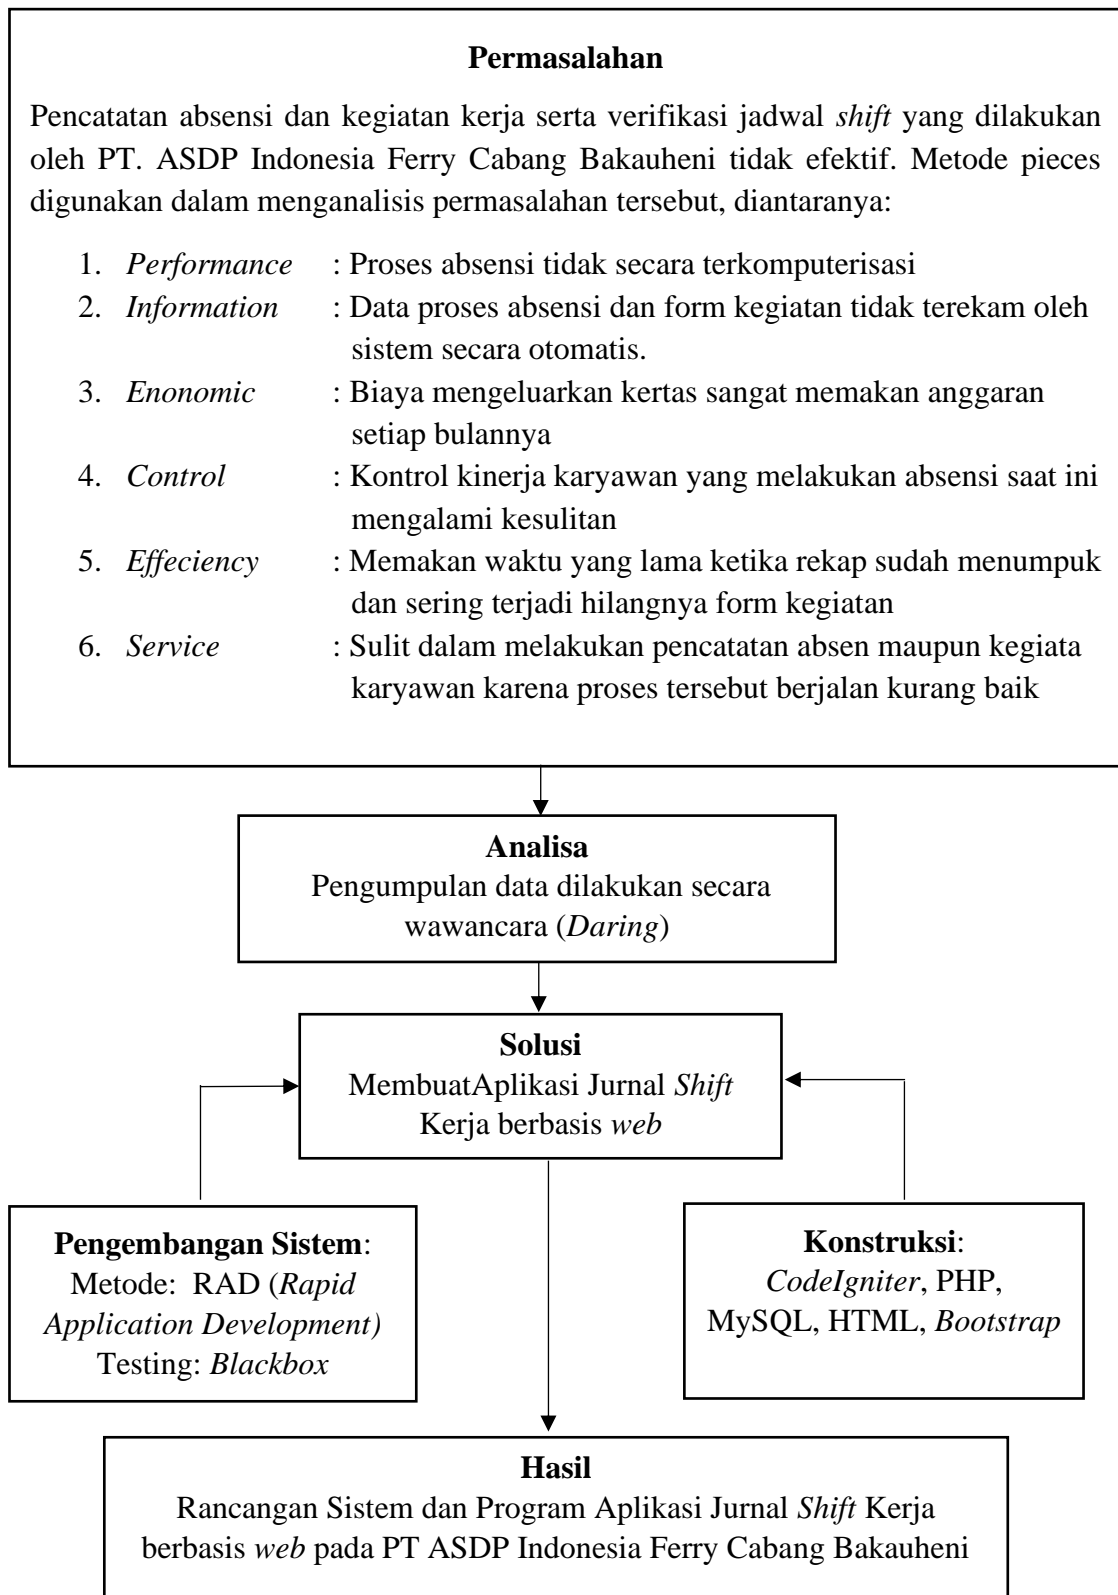 Permasalahan
Pencatatan absensi dan kegiatan kerja serta verifikasi jadwal shift yang dilakukan
oleh PT. ASDP Indonesia Ferry Cabang Bakauheni tidak efektif. Metode pieces
digunakan dalam menganalisis permasalahan tersebut, diantaranya:
1. Performance : Proses absensi tidak secara terkomputerisasi
2. Information : Data proses absensi dan form kegiatan tidak terekam oleh
sistem secara otomatis.
3. Enonomic : Biaya mengeluarkan kertas sangat memakan anggaran
setiap bulannya
4. Control : Kontrol kinerja karyawan yang melakukan absensi saat ini
mengalami kesulitan
5. Effeciency : Memakan waktu yang lama ketika rekap sudah menumpuk
dan sering terjadi hilangnya form kegiatan
6. Service : Sulit dalam melakukan pencatatan absen maupun kegiata
karyawan karena proses tersebut berjalan kurang baik
Analisa
Pengumpulan data dilakukan secara
wawancara (Daring)
Solusi
MembuatAplikasi Jurnal Shift
Kerja berbasis web
Pengembangan Sistem:
Metode: RAD (Rapid
Application Development)
Testing: Blackbox
Konstruksi:
CodeIgniter, PHP,
MySQL, HTML, Bootstrap
Hasil
Rancangan Sistem dan Program Aplikasi Jurnal Shift Kerja
berbasis web pada PT ASDP Indonesia Ferry Cabang Bakauheni